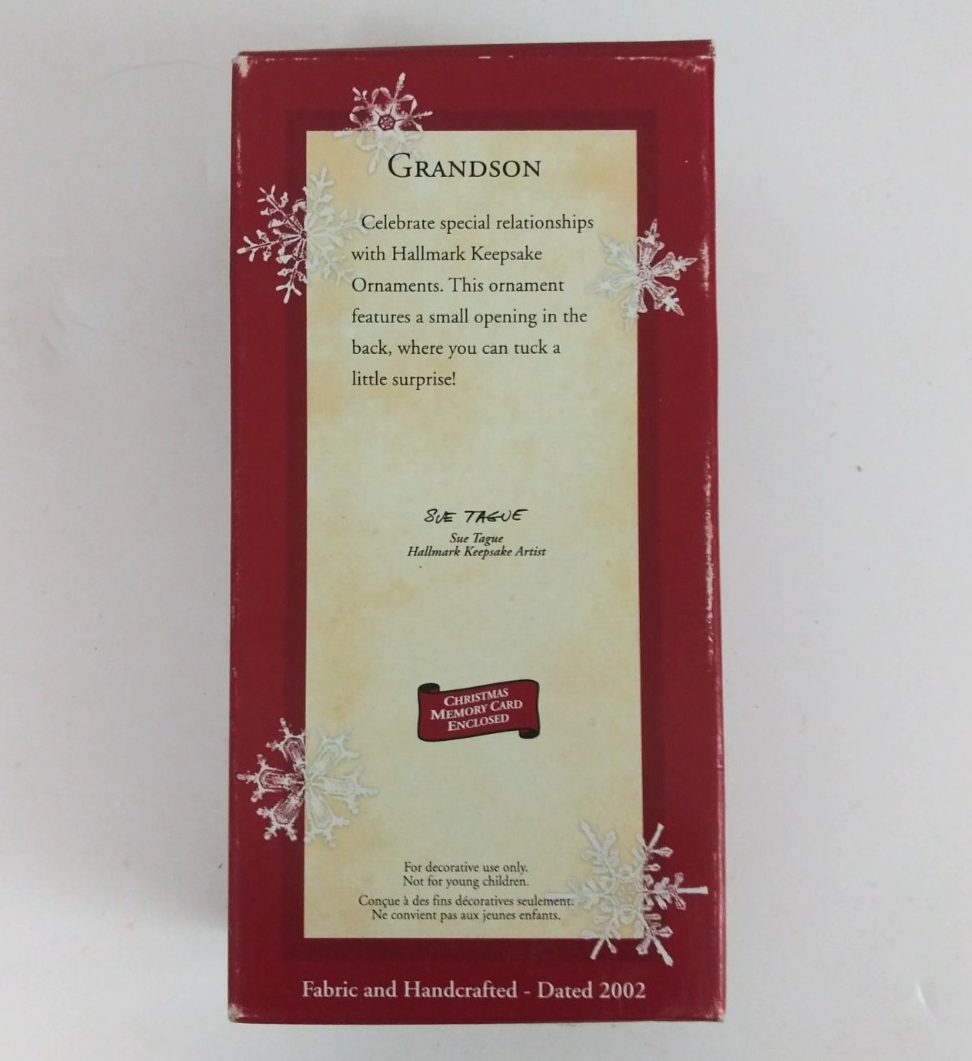 GRANDSON
Celebrate special relationships
with Hallmark Keepsake
Ornaments. This ornament
features a small opening in the
back, where you can tuck a
little surprise!
SUE TAGUE
Sue Tague
Hallmark Keepsake Artist
CHRISTMAS
MEMORY CARD
ENCLOSED
For decorative use only.
Not for young children.
Conçue à des fins décoratives seulement.
Ne convient pas aux jeunes enfants.
Fabric and Handcrafted - Dated 2002